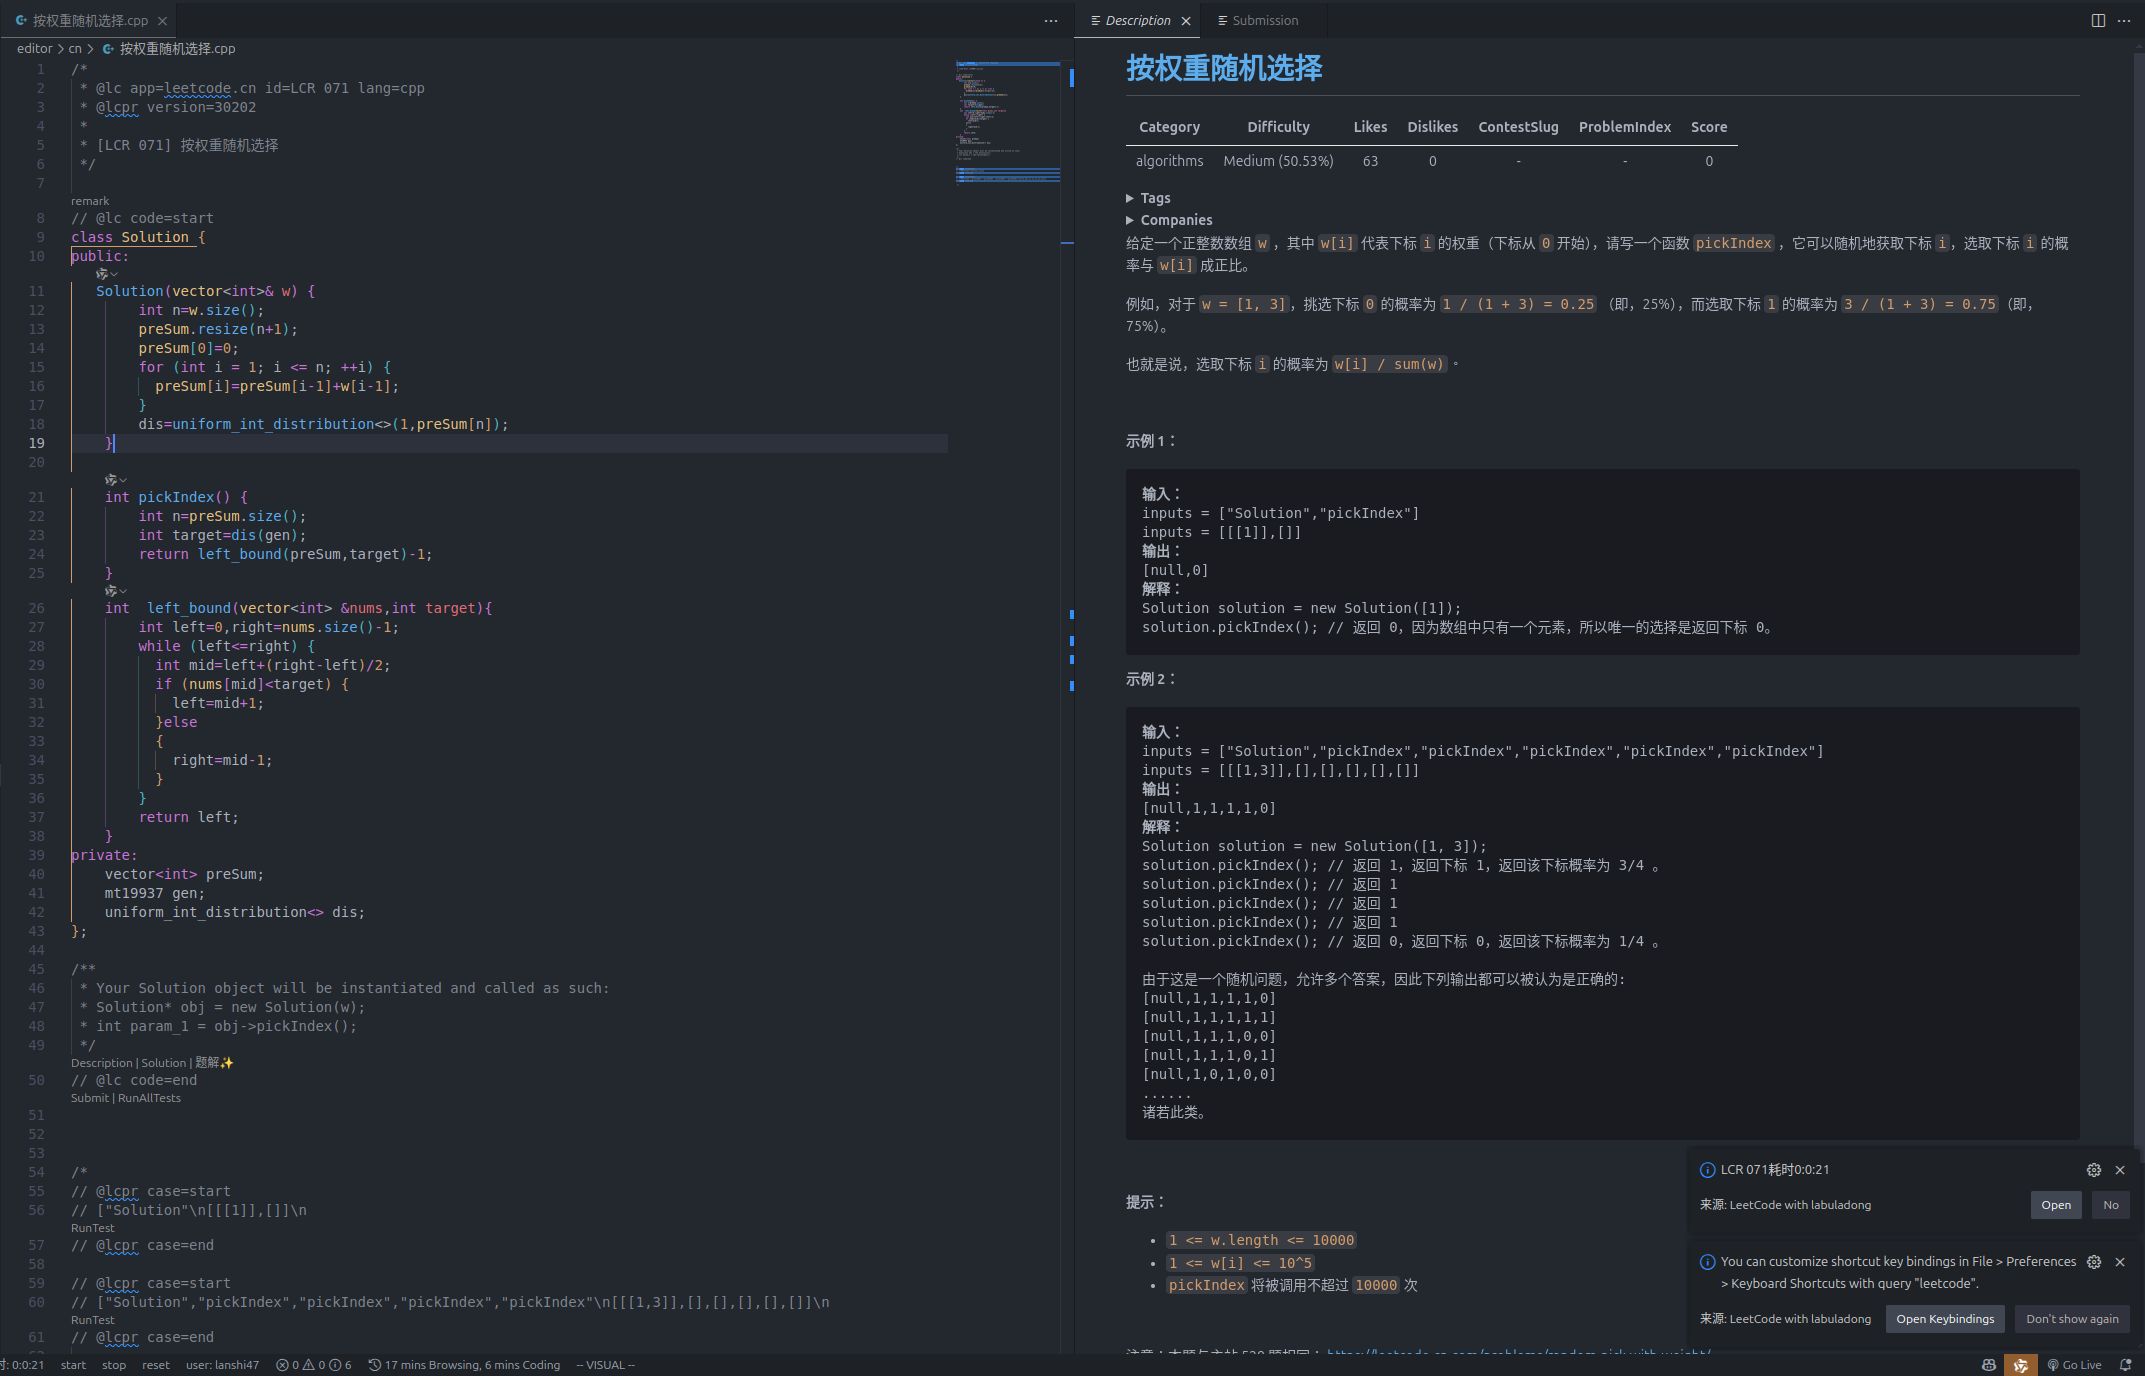 按权重随机选择.cpp
editor > cn > 按权重随机选择.cpp
1 /*
2 * @lc app=leetcode.cn id=LCR 071 lang=cpp
3 * @lcpr version=30202
4 *
5 * [LCR 071] 按权重随机选择
6 */
7
remark
8 // @lc code=start
9 class Solution {
10 public:
11 Solution(vector<int>& w) {
12 int n=w.size();
13 preSum.resize(n+1);
14 preSum[0]=0;
15 for (int i = 1; i <= n; ++i) {
16 preSum[i]=preSum[i-1]+w[i-1];
17 }
18 dis=uniform_int_distribution<>(1,preSum[n]);
19 }
20
21 int pickIndex() {
22 int n=preSum.size();
23 int target=dis(gen);
24 return left_bound(preSum,target)-1;
25 }
26 int  left_bound(vector<int> &nums,int target){
27 int left=0,right=nums.size()-1;
28 while (left<=right) {
29 int mid=left+(right-left)/2;
30 if (nums[mid]<target) {
31 left=mid+1;
32 }else
33 {
34 right=mid-1;
35 }
36 }
37 return left;
38 }
39 private:
40 vector<int> preSum;
41 mt19937 gen;
42 uniform_int_distribution<> dis;
43 };
44
45 /**
46 * Your Solution object will be instantiated and called as such:
47 * Solution* obj = new Solution(w);
48 * int param_1 = obj->pickIndex();
49 */
Description | Solution | 题解✨
50 // @lc code=end
Submit | RunAllTests
51
52
53
54 /*
55 // @lcpr case=start
56 // ["Solution"\n[[[1]],[]]\n
RunTest
57 // @lcpr case=end
58
59 // @lcpr case=start
60 // ["Solution","pickIndex","pickIndex","pickIndex","pickIndex"\n[[[1,3]],[],[],[],[],[]]\n
RunTest
61 // @lcpr case=end
Description
Submission
按权重随机选择
Category Difficulty Likes Dislikes ContestSlug ProblemIndex Score
algorithms Medium (50.53%) 63 0 - - 0
Tags
Companies
给定一个正整数数组 w ，其中 w[i] 代表下标 i 的权重（下标从 0 开始），请写一个函数 pickIndex ，它可以随机地获取下标 i，选取下标 i 的概
率与 w[i] 成正比。
例如，对于 w = [1, 3]，挑选下标 0 的概率为 1 / (1 + 3) = 0.25 （即，25%），而选取下标 1 的概率为 3 / (1 + 3) = 0.75（即，
75%）。
也就是说，选取下标 i 的概率为 w[i] / sum(w) 。
示例 1：
输入：
inputs = ["Solution","pickIndex"]
inputs = [[[1]],[]]
输出：
[null,0]
解释：
Solution solution = new Solution([1]);
solution.pickIndex(); // 返回 0，因为数组中只有一个元素，所以唯一的选择是返回下标 0。
示例 2：
输入：
inputs = ["Solution","pickIndex","pickIndex","pickIndex","pickIndex","pickIndex"]
inputs = [[[1,3]],[],[],[],[],[]]
输出：
[null,1,1,1,1,0]
解释：
Solution solution = new Solution([1, 3]);
solution.pickIndex(); // 返回 1，返回下标 1，返回该下标概率为 3/4 。
solution.pickIndex(); // 返回 1
solution.pickIndex(); // 返回 1
solution.pickIndex(); // 返回 1
solution.pickIndex(); // 返回 0，返回下标 0，返回该下标概率为 1/4 。
由于这是一个随机问题，允许多个答案，因此下列输出都可以被认为是正确的:
[null,1,1,1,1,0]
[null,1,1,1,1,1]
[null,1,1,1,0,0]
[null,1,1,1,0,1]
[null,1,0,1,0,0]
......
诸若此类。
提示：
• 1 <= w.length <= 10000
• 1 <= w[i] <= 10^5
• pickIndex 将被调用不超过 10000 次
LCR 071耗时0:0:21
来源: LeetCode with labuladong
Open
No
You can customize shortcut key bindings in File > Preferences
> Keyboard Shortcuts with query "leetcode".
来源: LeetCode with labuladong
Open Keybindings
Don't show again
时: 0:0:21 start stop reset user: lanshi47 0 0 6 17 mins Browsing, 6 mins Coding -- VISUAL --
Go Live